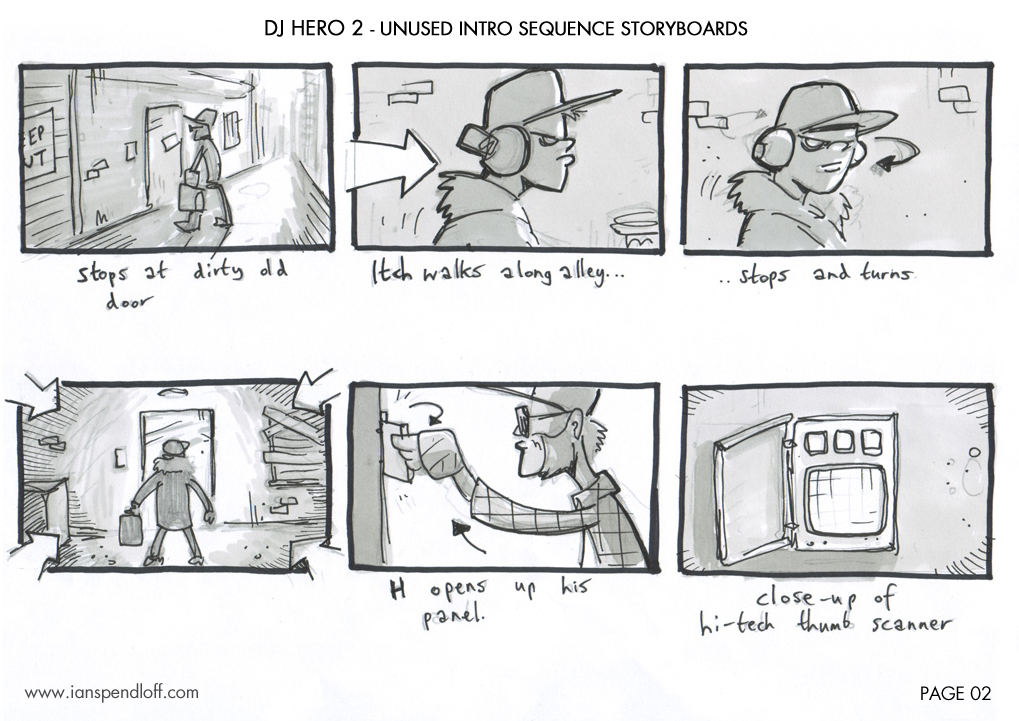 DJ HERO 2 - UNUSED INTRO SEQUENCE STORYBOARDS
EEP
UT
stops at dirty old
door
Itch walks along alley...
.. stops and turns.
H opens up his
panel.
close-up of
hi-tech thumb scanner
www.ianspendloff.com
PAGE 02